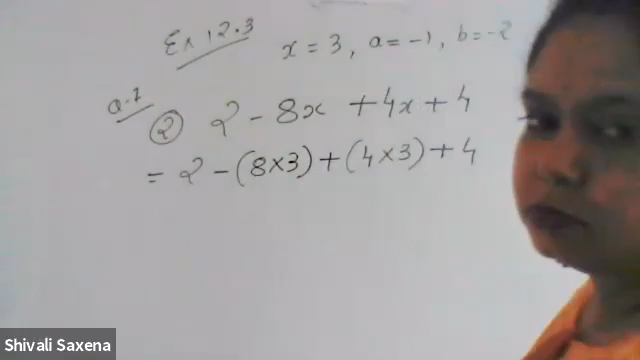 Ex 12.3
x = 3, a = -1, b = -2
Q.7
② 2 - 8x + 4x + 4
= 2 - (8×3) + (4×3) + 4
Shivali Saxena